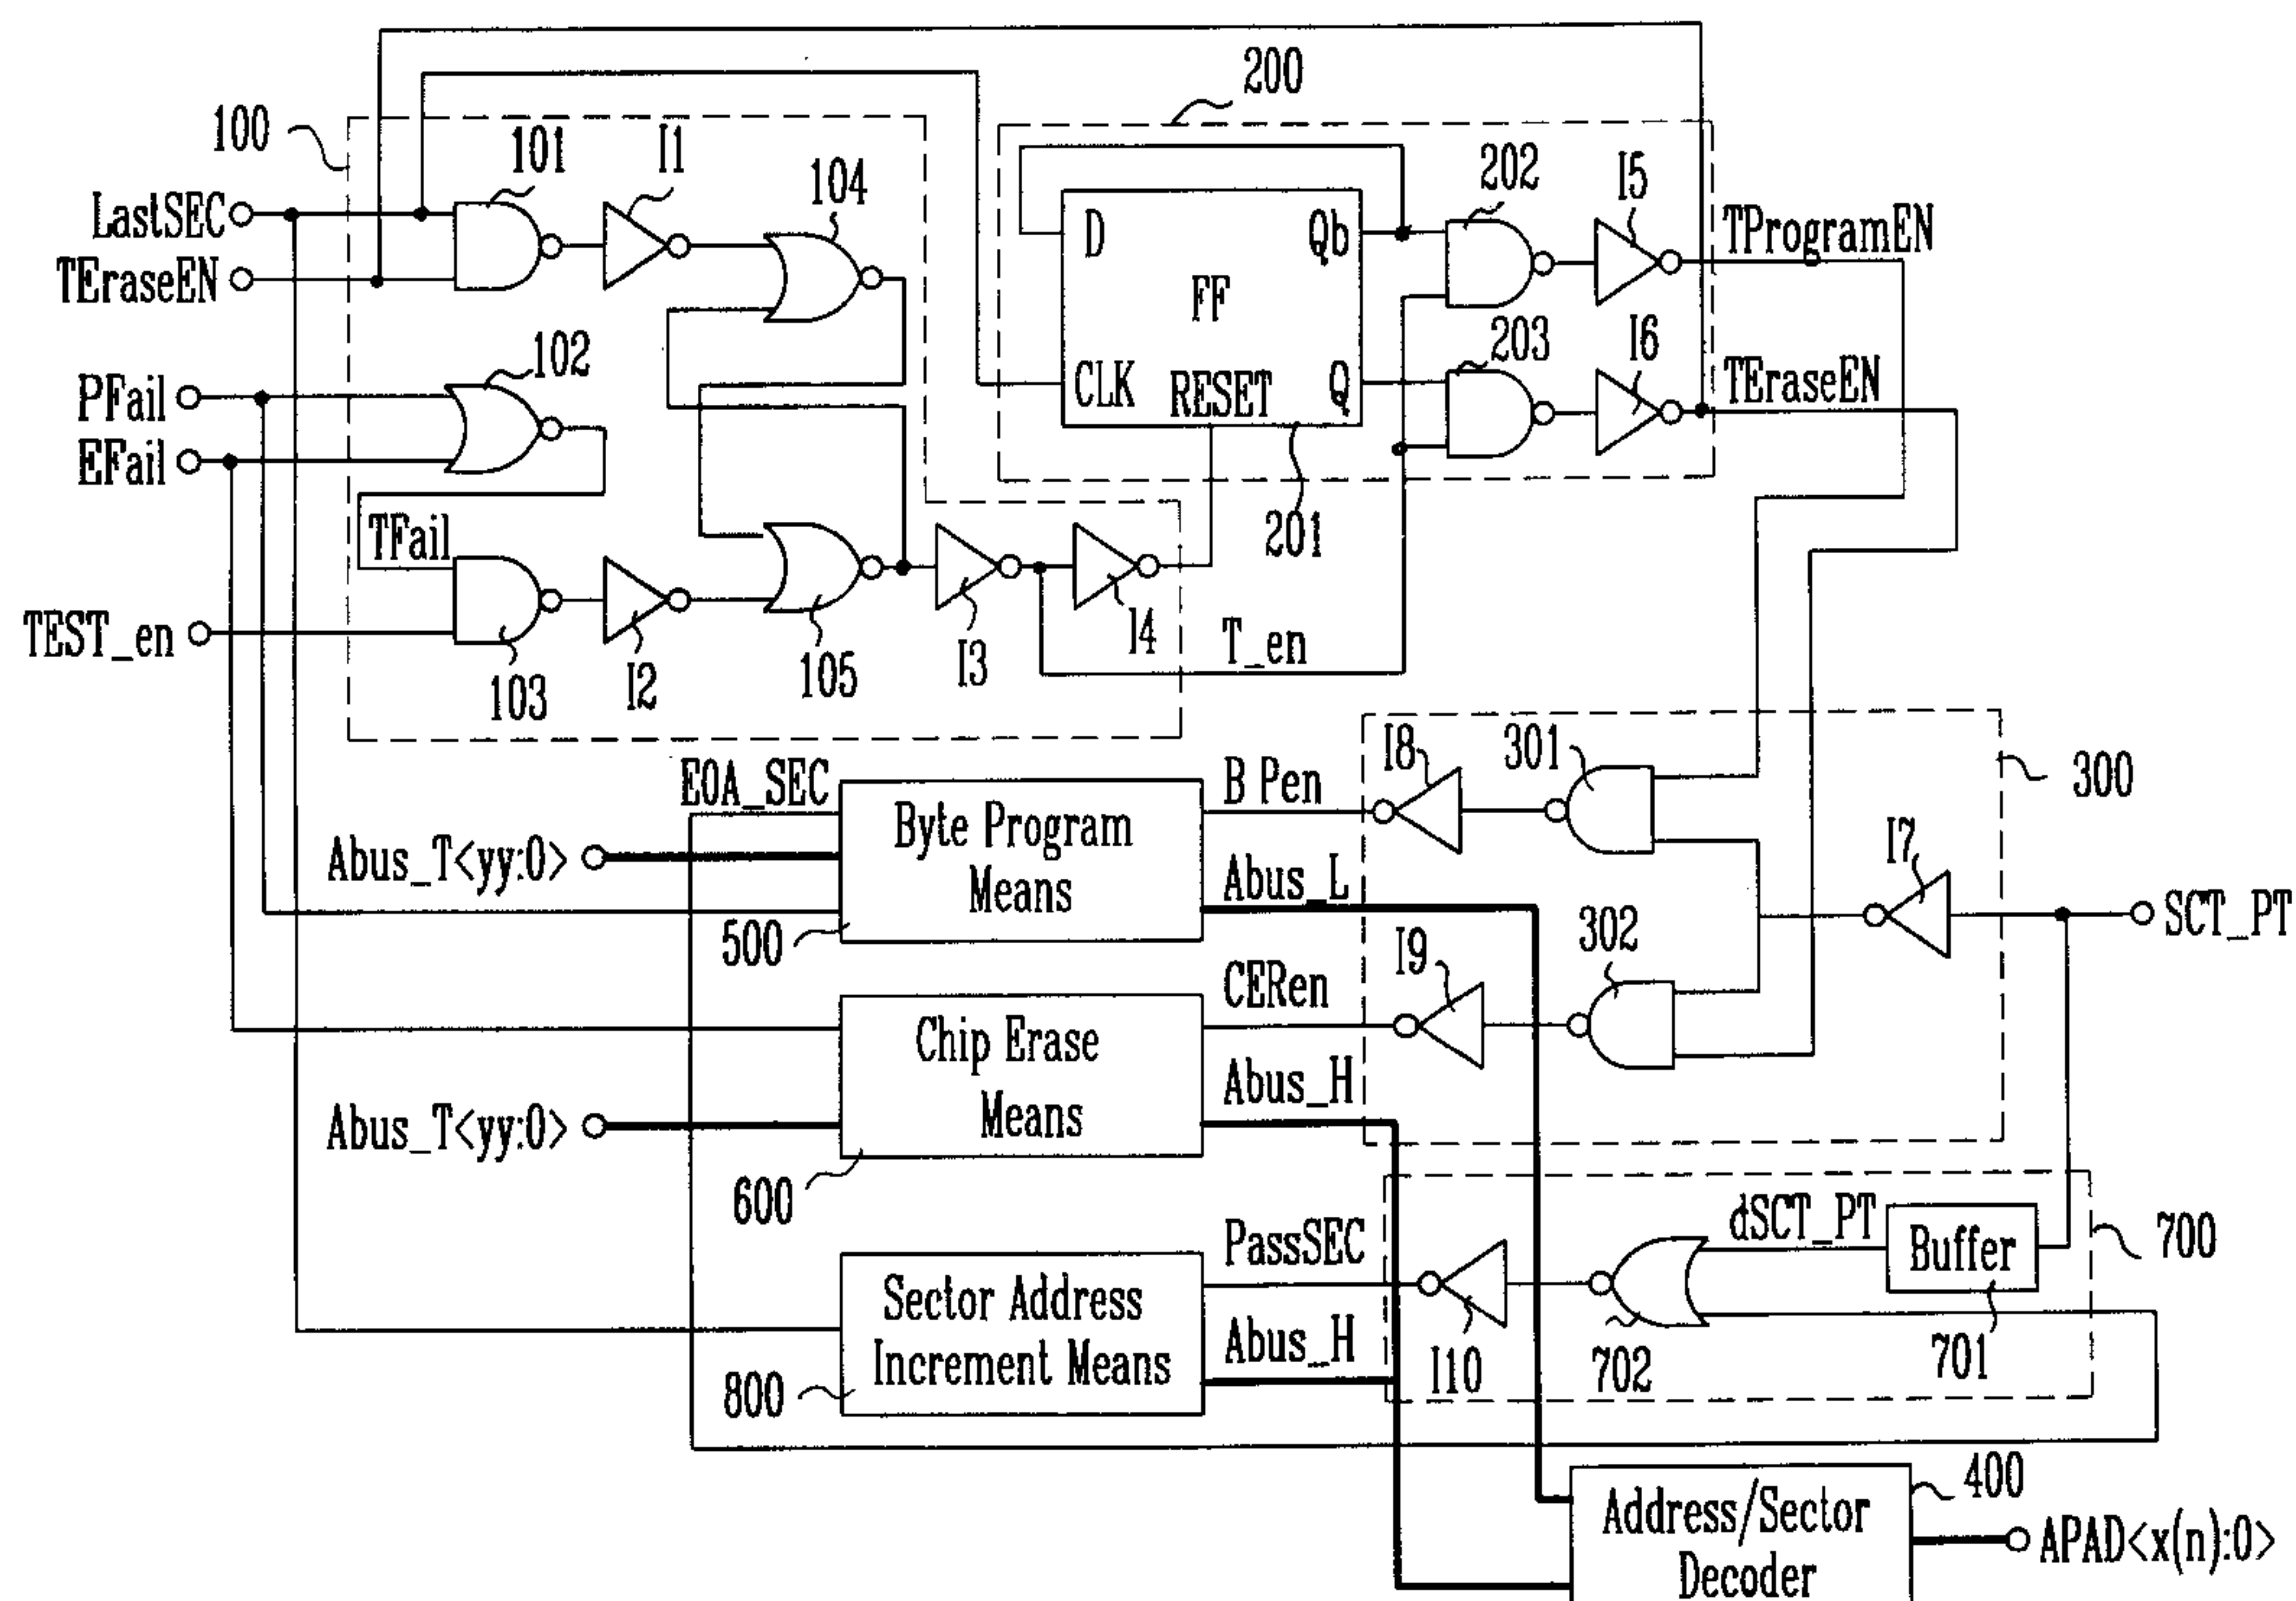 200
100
101
I1
104
LastSEC
TEraseEN
202
I5
D
Qb
TProgramEN
FF
102
203
I6
PFail
EFail
CLK
RESET
Q
TEraseEN
TFail
201
TEST_en
103
I2
105
I3
I4
T_en
EOA_SEC
Byte Program
Means
B Pen
I8
301
300
Abus_T<yy:0>
Abus_L
I7
500
302
SCT_PT
CERen
I9
Chip Erase
Means
Abus_H
Abus_T<yy:0>
600
dSCT_PT
Buffer
700
PassSEC
Sector Address
Increment Means
Abus_H
800
I10
702
701
400
Address/Sector
Decoder
APAD<x(n):0>